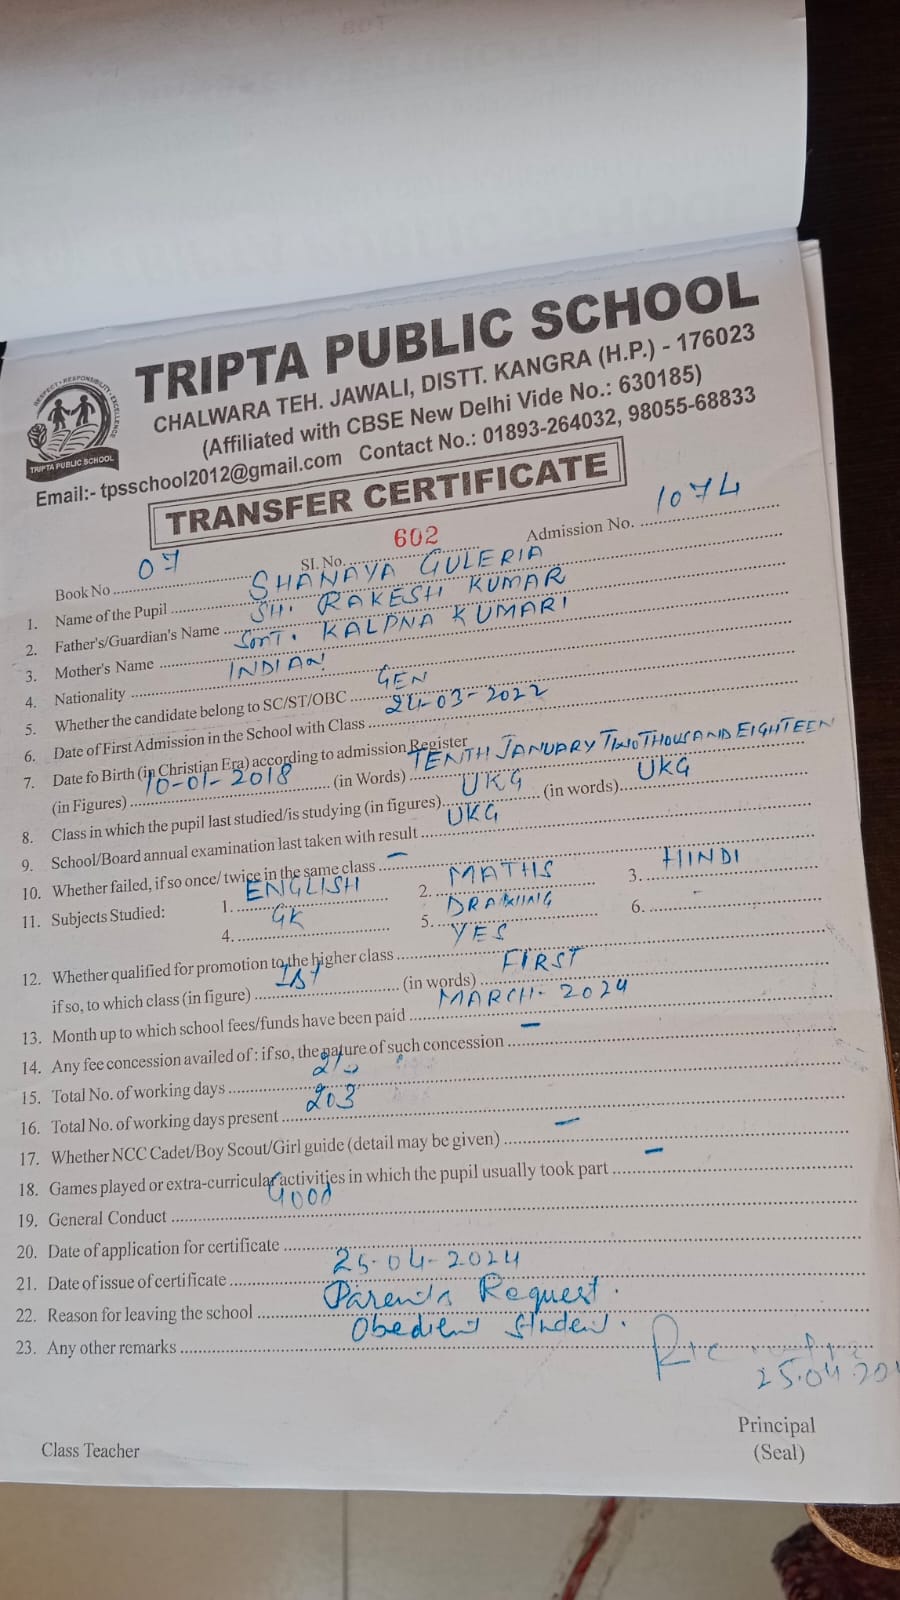 RESPECT • RESPONSIBILITY • EXCELLENCE
TRIPTA PUBLIC SCHOOL
TRIPTA PUBLIC SCHOOL
CHALWARA TEH. JAWALI, DISTT. KANGRA (H.P.) - 176023
(Affiliated with CBSE New Delhi Vide No.: 630185)
Email:- tpsschool2012@gmail.com Contact No.: 01893-264032, 98055-68833
TRANSFER CERTIFICATE
Book No 07 Sl. No. 602 Admission No. 1074
1. Name of the Pupil SHANAYA GULERIA
2. Father's/Guardian's Name SH. RAKESH KUMAR
3. Mother's Name Smt. KALPNA KUMARI
4. Nationality INDIAN
5. Whether the candidate belong to SC/ST/OBC GEN
6. Date of First Admission in the School with Class 24-03-2022
7. Date fo Birth (in Christian Era) according to admission Register
(in Figures) 10-01-2018 (in Words) TENTH JANUARY TWO THOUSAND EIGHTEEN
8. Class in which the pupil last studied/is studying (in figures) UKG (in words) UKG
9. School/Board annual examination last taken with result UKG
10. Whether failed, if so once/ twice in the same class –
11. Subjects Studied: 1. ENGLISH 2. MATHS 3. HINDI
4. GK 5. DRAWING 6. -
12. Whether qualified for promotion to the higher class YES
if so, to which class (in figure) 1st (in words) FIRST
13. Month up to which school fees/funds have been paid MARCH- 2024
14. Any fee concession availed of : if so, the nature of such concession –
15. Total No. of working days
16. Total No. of working days present 203
17. Whether NCC Cadet/Boy Scout/Girl guide (detail may be given) –
18. Games played or extra-curricular activities in which the pupil usually took part –
19. General Conduct Good
20. Date of application for certificate
21. Date of issue of certificate 25-04-2024
22. Reason for leaving the school Parents Request.
23. Any other remarks Obedient Student.
25.04.20
Principal
Class Teacher (Seal)